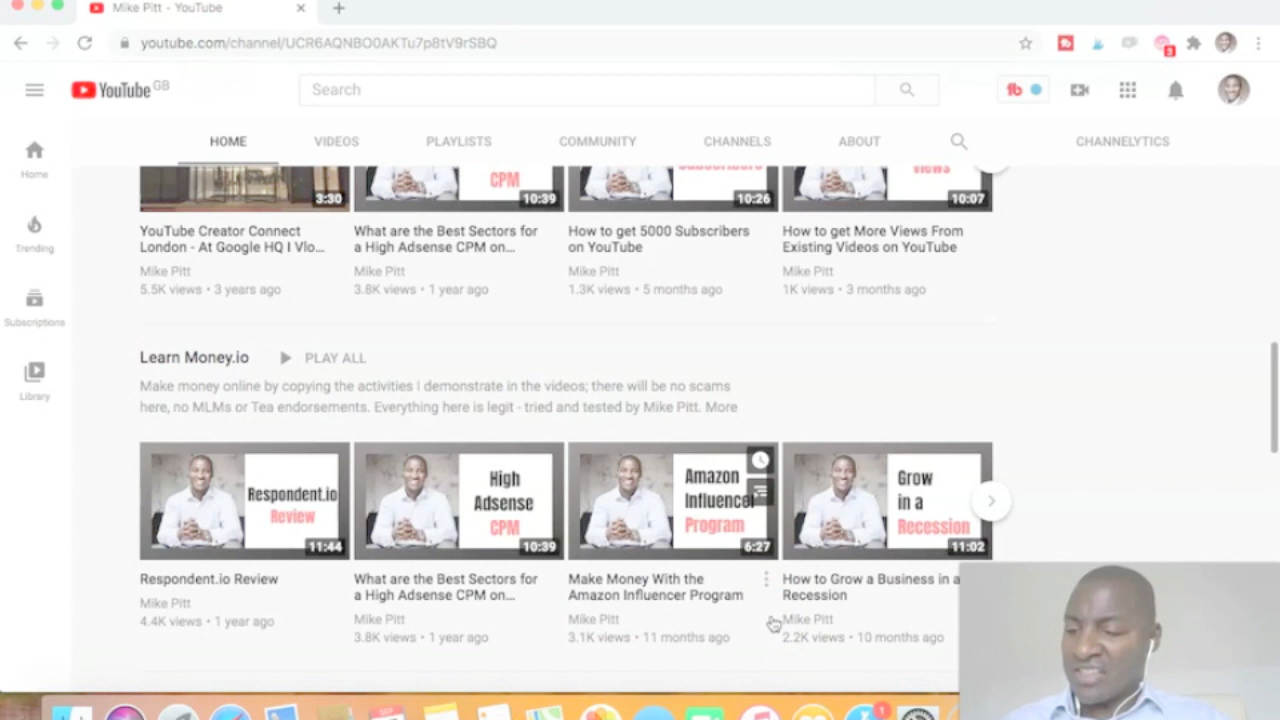 Mike Pitt - YouTube
youtube.com/channel/UCR6AQNBO0AKTu7p8tV9rSBQ
3
YouTube GB
Search
Home
Trending
Subscriptions
Library
HOME VIDEOS PLAYLISTS COMMUNITY CHANNELS ABOUT CHANNELYTICS
CPM
views
3:30
10:39
10:26
10:07
YouTube Creator Connect
London - At Google HQ I Vlo...
Mike Pitt
5.5K views • 3 years ago
What are the Best Sectors for
a High Adsense CPM on...
Mike Pitt
3.8K views • 1 year ago
How to get 5000 Subscribers
on YouTube
Mike Pitt
1.3K views • 5 months ago
How to get More Views From
Existing Videos on YouTube
Mike Pitt
1K views • 3 months ago
Learn Money.io PLAY ALL
Make money online by copying the activities I demonstrate in the videos; there will be no scams
here, no MLMs or Tea endorsements. Everything here is legit - tried and tested by Mike Pitt. More
Respondent.io
Review
11:44
High
Adsense
CPM
10:39
Amazon
Influencer
Program
6:27
Grow
in a
Recession
11:02
Respondent.io Review
Mike Pitt
4.4K views • 1 year ago
What are the Best Sectors for
a High Adsense CPM on...
Mike Pitt
3.8K views • 1 year ago
Make Money With the
Amazon Influencer Program
Mike Pitt
3.1K views • 11 months ago
How to Grow a Business in a
Recession
Mike Pitt
2.2K views • 10 months ago